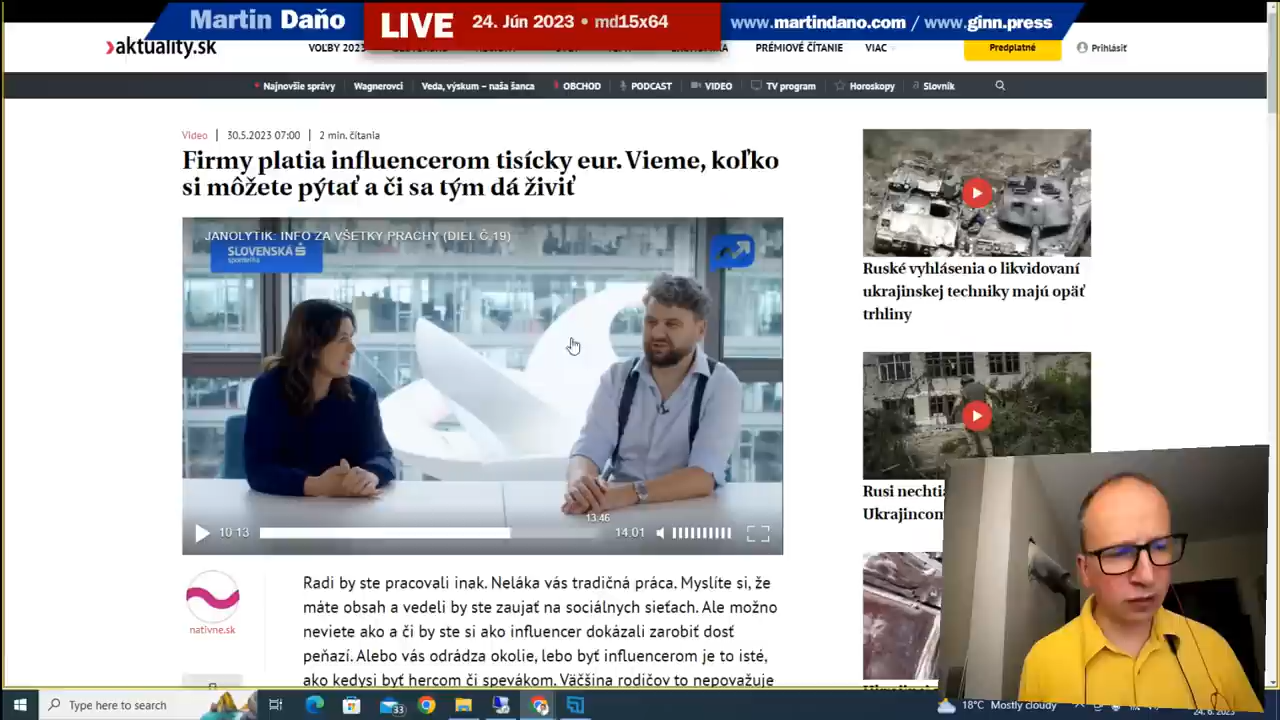 Martin Daňo
LIVE
24. Jún 2023 • md15x64
www.martindano.com / www.ginn.press
aktuality.sk
VOĽBY 2023
PRÉMIOVÉ ČÍTANIE
VIAC
Predplatné
Prihlásiť
Najnovšie správy
Wagnerovci
Veda, výskum – naša šanca
OBCHOD
PODCAST
VIDEO
TV program
Horoskopy
Slovník
Video | 30.5.2023 07:00 | 2 min. čítania
Firmy platia influencerom tisícky eur. Vieme, koľko
si môžete pýtať a či sa tým dá živiť
JANOLYTIK: INFO ZA VŠETKY PRACHY (DIEL Č.19)
SLOVENSKÁ
sporiteľňa
13:46
10:13
14:01
nativne.sk
Radi by ste pracovali inak. Neláka vás tradičná práca. Myslíte si, že
máte obsah a vedeli by ste zaujať na sociálnych sieťach. Ale možno
neviete ako a či by ste si ako influencer dokázali zarobiť dosť
peňazí. Alebo vás odrádza okolie, lebo byť influencerom je to isté,
ako kedysi byť hercom či spevákom. Väčšina rodičov to nepovažuje
Ruské vyhlásenia o likvidovaní
ukrajinskej techniky majú opäť
trhliny
Rusi nechti
Ukrajincom
Type here to search
33
18°C Mostly cloudy
24. 6. 2023